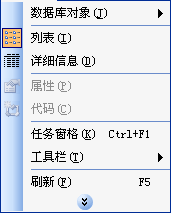 数据库对象(J)
列表(I)
详细信息(D)
属性(P)
代码(C)
任务窗格(K) Ctrl+F1
工具栏(T)
刷新(F) F5